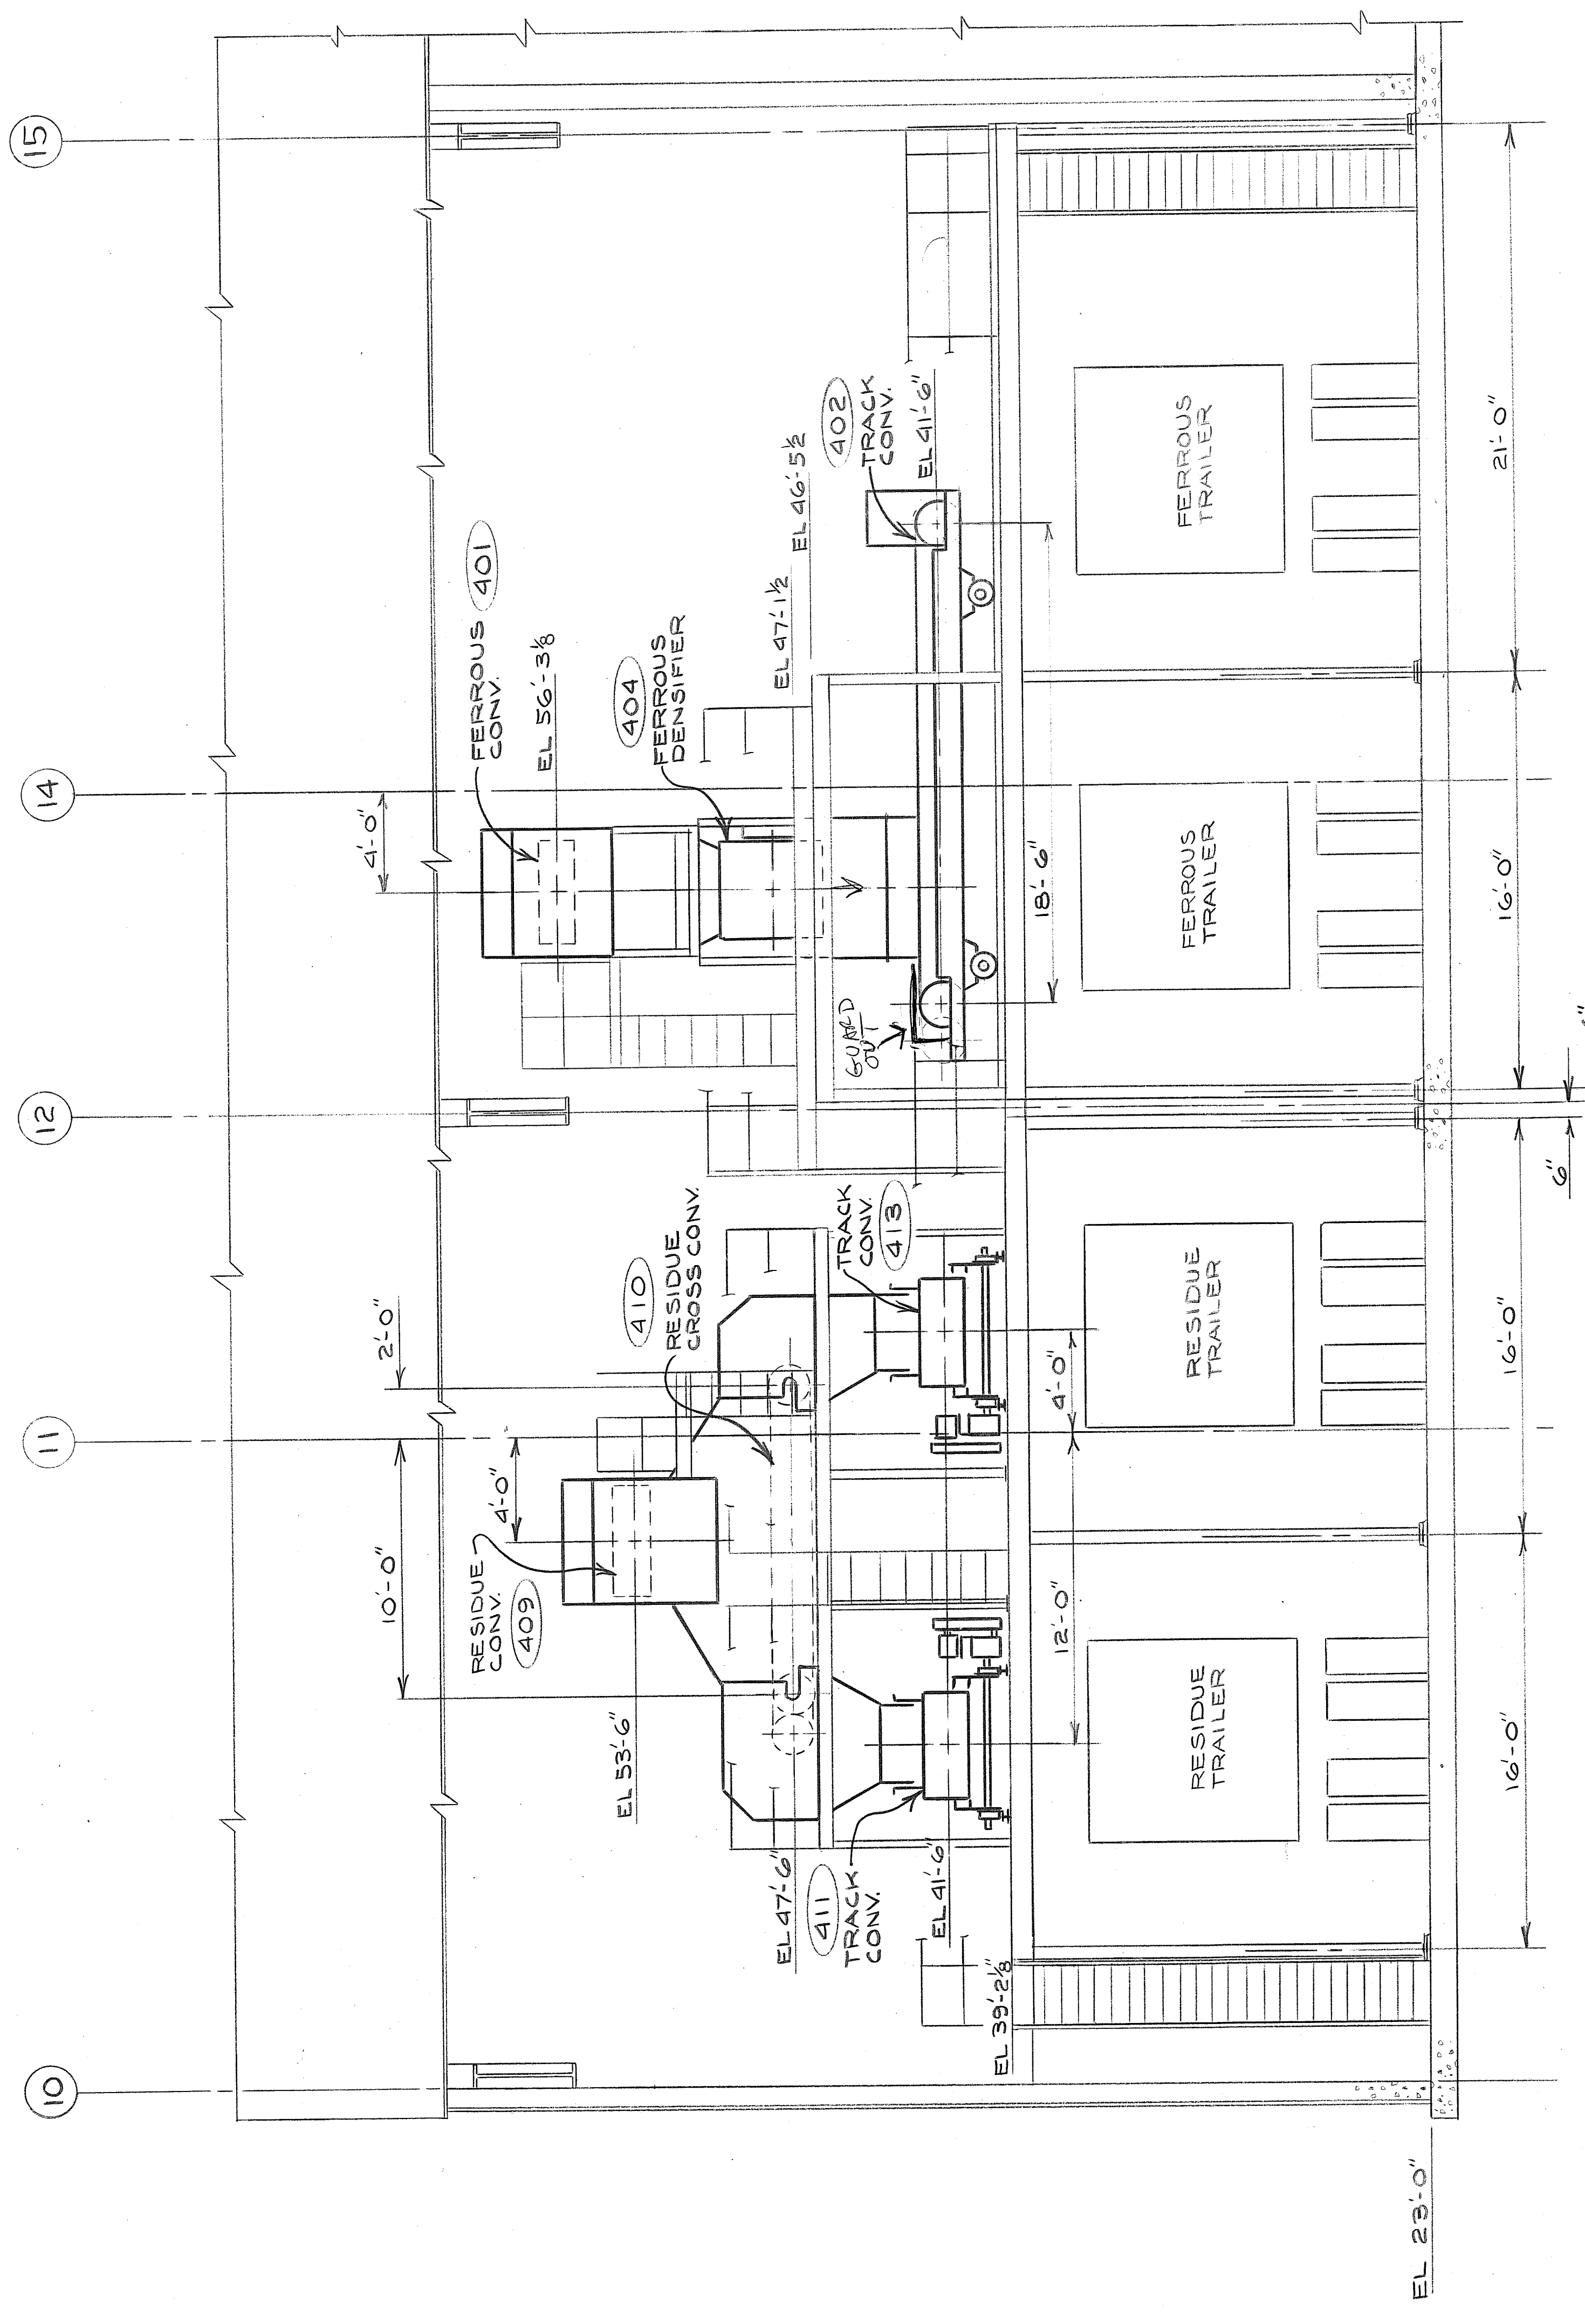 10
11
12
14
15
10'-0"
4'-0"
2'-0"
4'-0"
RESIDUE
CONV.
409
EL 53'-6"
410
RESIDUE
CROSS CONV.
FERROUS
CONV.
401
EL 56'-3⅛
404
FERROUS
DENSIFIER
EL 47'-1½
EL 46'-5½
EL 47'-6"
411
TRACK
CONV.
EL 41'-6"
TRACK
CONV.
413
GUARD
OUT
402
TRACK
CONV.
EL 41'-6"
EL 39'-2⅛"
12'-0"
4'-0"
18'-6"
RESIDUE
TRAILER
RESIDUE
TRAILER
FERROUS
TRAILER
FERROUS
TRAILER
EL 23'-0"
16'-0"
16'-0"
16'-0"
16'-0"
21'-0"
6"